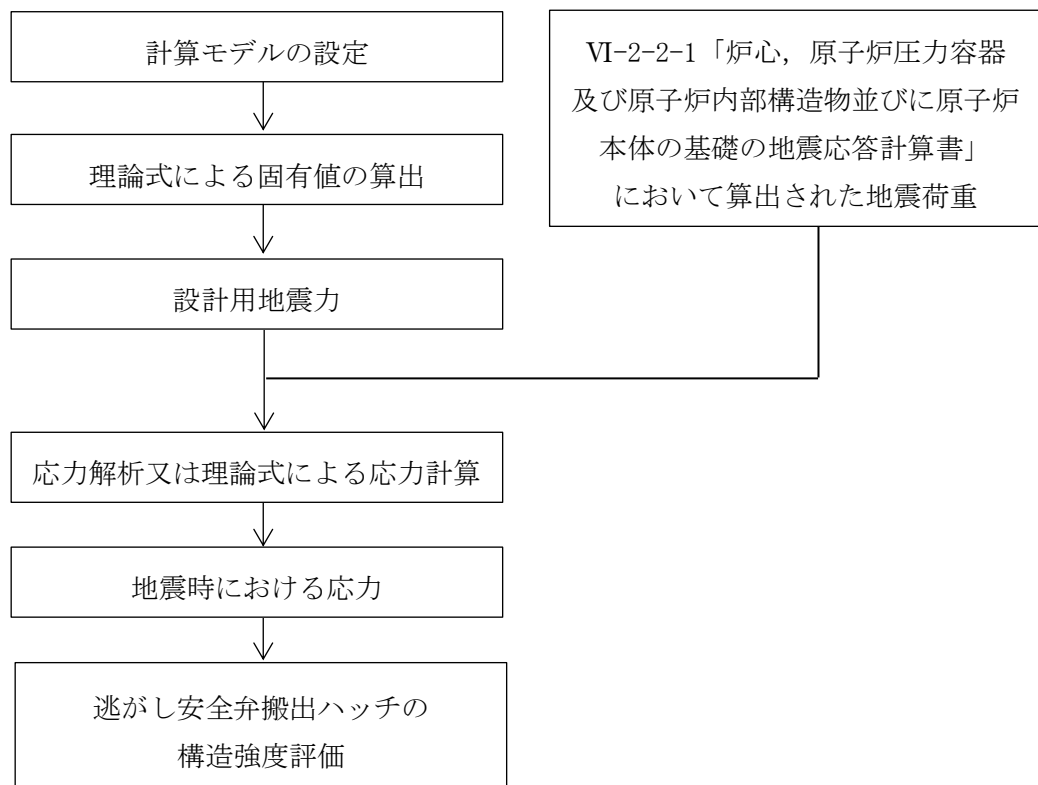 計算モデルの設定
理論式による固有値の算出
設計用地震力
Ⅵ-2-2-1「炉心，原子炉圧力容器
及び原子炉内部構造物並びに原子炉
本体の基礎の地震応答計算書」
において算出された地震荷重
応力解析又は理論式による応力計算
地震時における応力
逃がし安全弁搬出ハッチの
構造強度評価